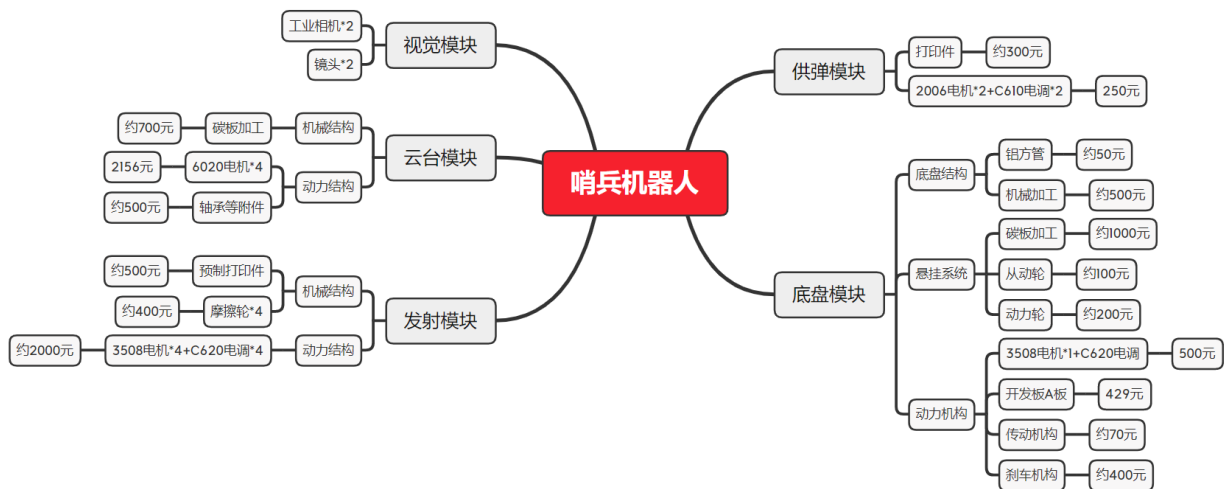 哨兵机器人
视觉模块
工业相机*2
镜头*2
云台模块
机械结构
碳板加工
约700元
动力结构
6020电机*4
2156元
轴承等附件
约500元
发射模块
机械结构
预制打印件
约500元
摩擦轮*4
约400元
动力结构
3508电机*4+C620电调*4
约2000元
供弹模块
打印件
约300元
2006电机*2+C610电调*2
250元
底盘模块
底盘结构
铝方管
约50元
机械加工
约500元
悬挂系统
碳板加工
约1000元
从动轮
约100元
动力轮
约200元
动力机构
3508电机*1+C620电调
500元
开发板A板
429元
传动机构
约70元
刹车机构
约400元